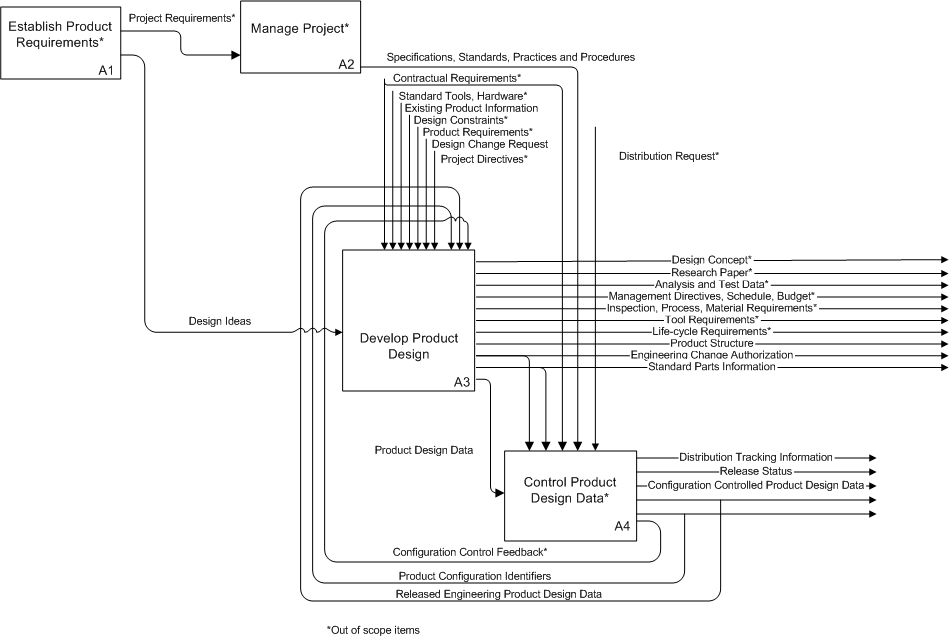 Establish Product
Requirements*
A1
Project Requirements*
Manage Project*
A2
Specifications, Standards, Practices and Procedures
Contractual Requirements*
Standard Tools, Hardware*
Existing Product Information
Design Constraints*
Product Requirements*
Design Change Request
Project Directives*
Distribution Request*
Design Ideas
Develop Product
Design
A3
Design Concept*
Research Paper*
Analysis and Test Data*
Management Directives, Schedule, Budget*
Inspection, Process, Material Requirements*
Tool Requirements*
Life-cycle Requirements*
Product Structure
Engineering Change Authorization
Standard Parts Information
Product Design Data
Control Product
Design Data*
A4
Distribution Tracking Information
Release Status
Configuration Controlled Product Design Data
Configuration Control Feedback*
Product Configuration Identifiers
Released Engineering Product Design Data
*Out of scope items